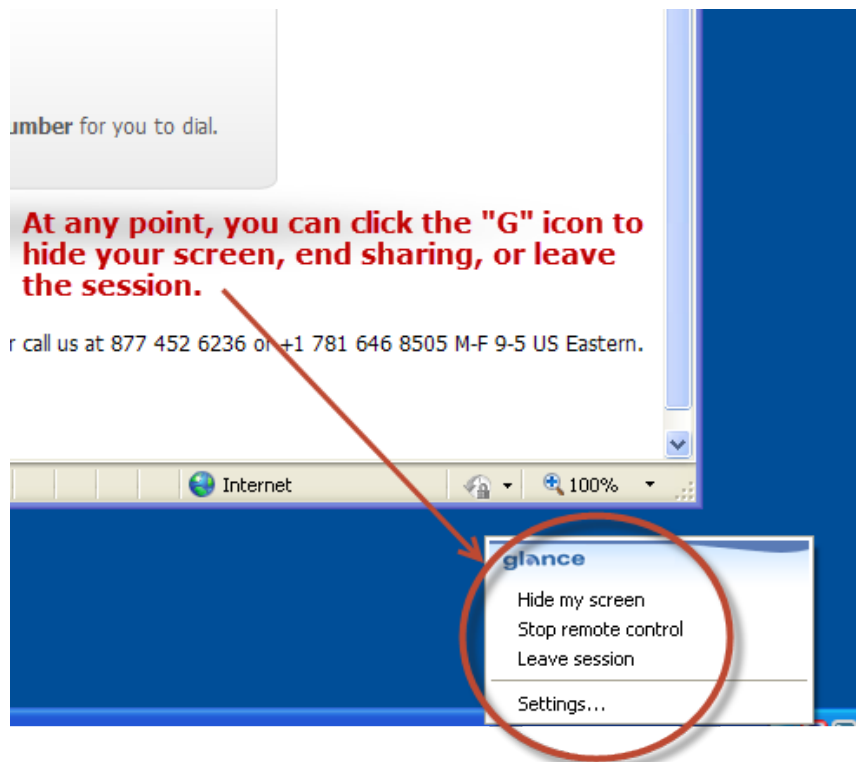 umber for you to dial.
At any point, you can click the "G" icon to
hide your screen, end sharing, or leave
the session.
r call us at 877 452 6236 or +1 781 646 8505 M-F 9-5 US Eastern.
Internet
100%
glance
Hide my screen
Stop remote control
Leave session
Settings...